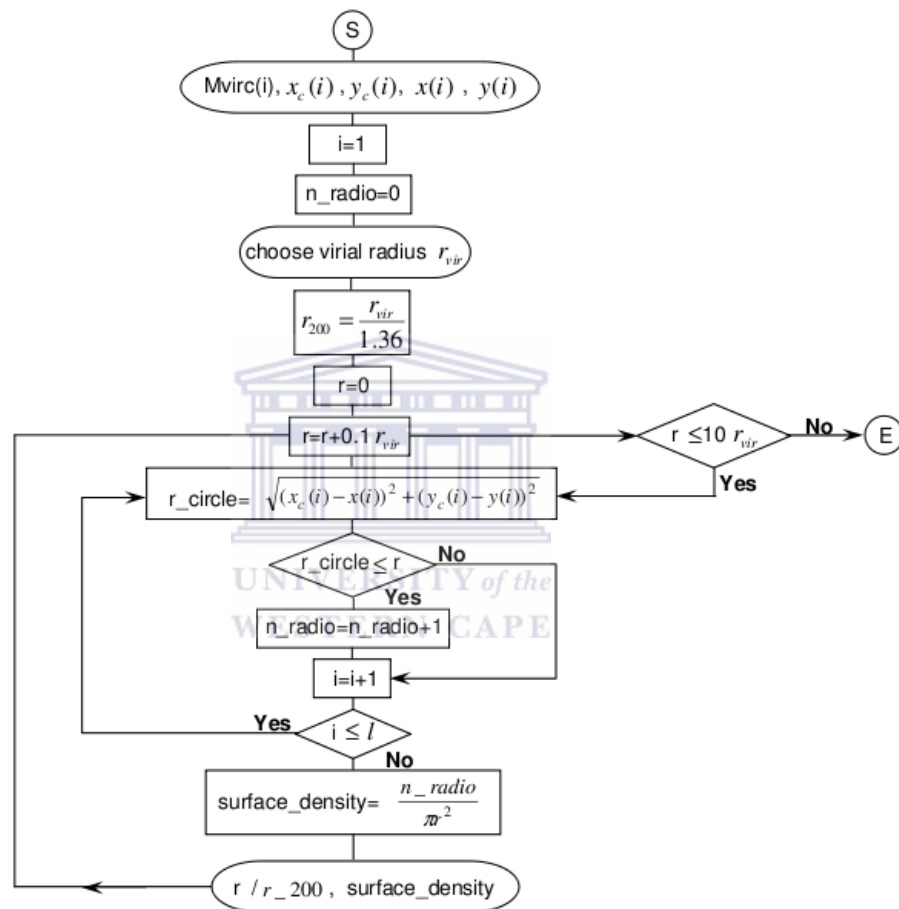 S
Mvirc(i), x_c(i), y_c(i), x(i), y(i)
i=1
n_radio=0
choose virial radius r_vir
r_200 = r_vir / 1.36
r=0
r=r+0.1 r_vir
r ≤10 r_vir
No
E
Yes
r_circle= √((x_c(i)−x(i))² + (y_c(i)−y(i))²)
r_circle ≤ r
No
Yes
UNIVERSITY of the
WESTERN CAPE
n_radio=n_radio+1
i=i+1
Yes
i ≤ l
No
surface_density= n_radio / πr²
r / r_200 , surface_density